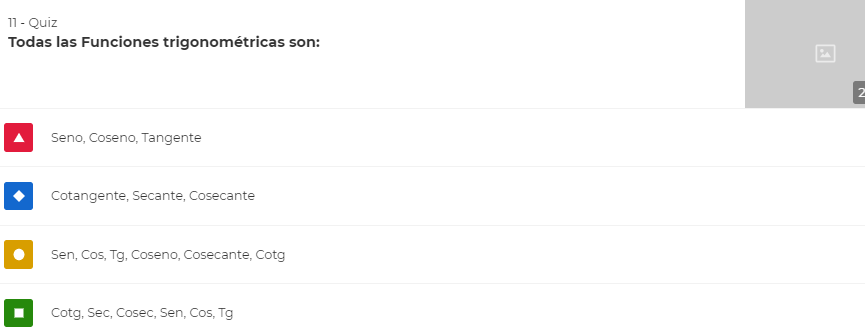 11 - Quiz
Todas las Funciones trigonométricas son:
2
Seno, Coseno, Tangente
Cotangente, Secante, Cosecante
Sen, Cos, Tg, Coseno, Cosecante, Cotg
Cotg, Sec, Cosec, Sen, Cos, Tg